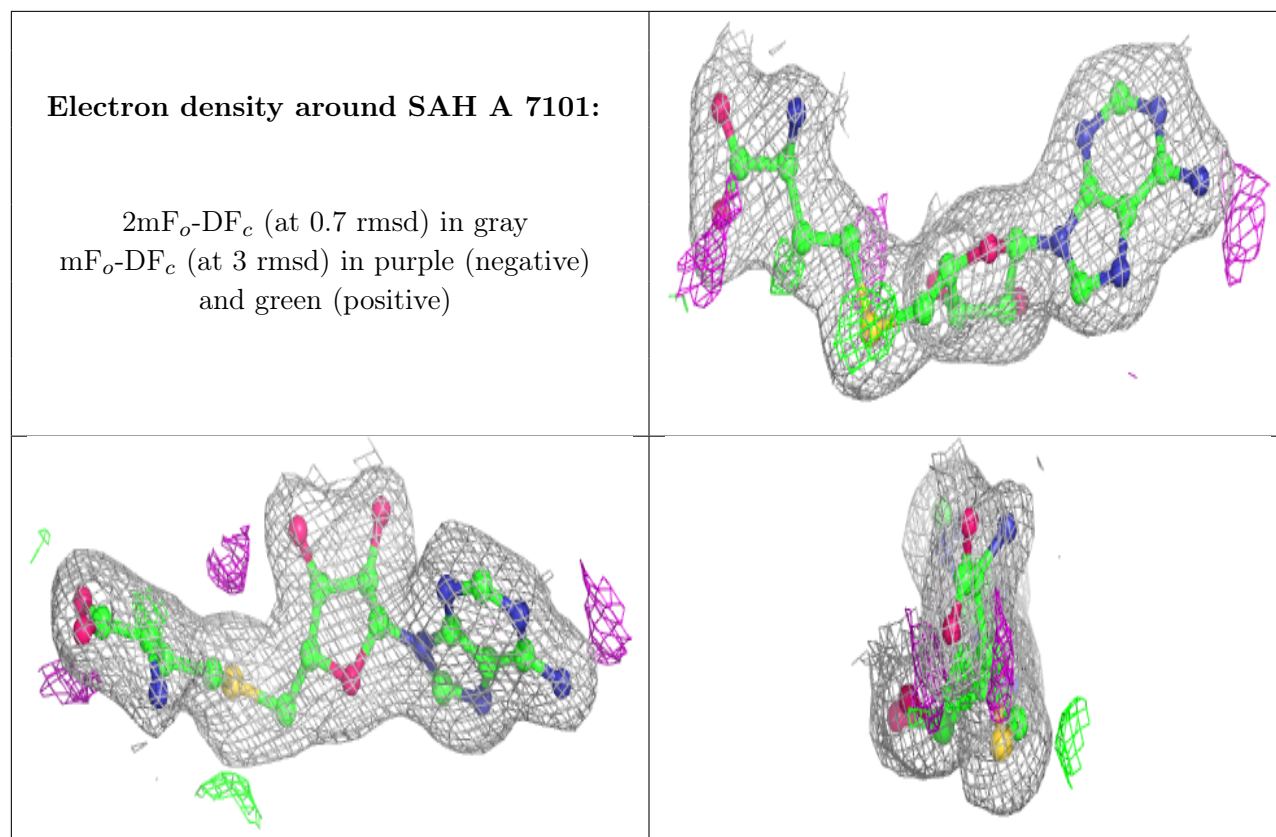 Electron density around SAH A 7101:
2mFo-DFc (at 0.7 rmsd) in gray
mFo-DFc (at 3 rmsd) in purple (negative)
and green (positive)